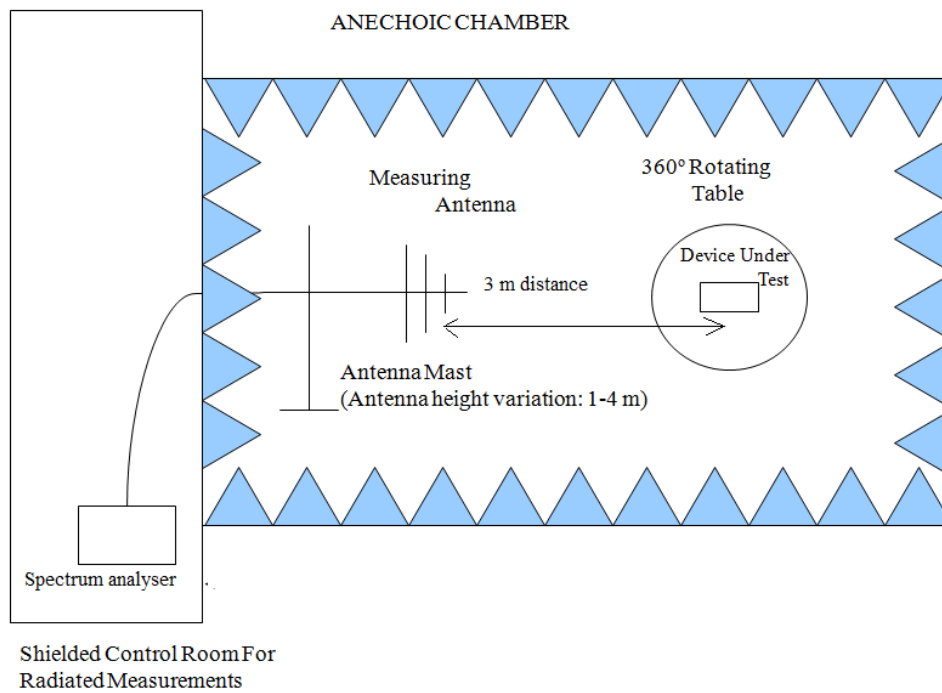 ANECHOIC CHAMBER
Measuring
Antenna
360º Rotating
Table
Device Under
Test
3 m distance
Antenna Mast
(Antenna height variation: 1-4 m)
Spectrum analyser
Shielded Control Room For
Radiated Measurements